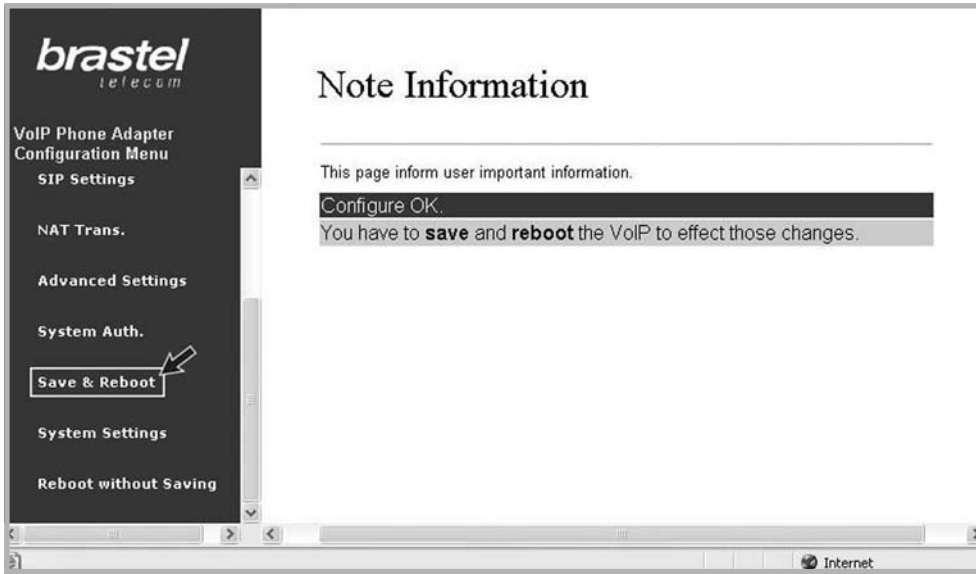 brastel
telecom
VoIP Phone Adapter
Configuration Menu
SIP Settings
NAT Trans.
Advanced Settings
System Auth.
Save & Reboot
System Settings
Reboot without Saving
Note Information
This page inform user important information.
Configure OK.
You have to save and reboot the VoIP to effect those changes.
Internet